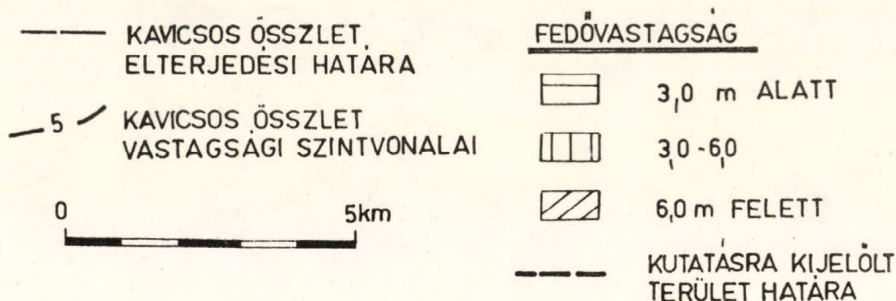 KAVICSOS ÖSSZLET
ELTERJEDÉSI HATÁRA
5
KAVICSOS ÖSSZLET
VASTAGSÁGI SZINTVONALAI
0 5km
FEDŐVASTAGSÁG
3,0 m ALATT
3,0-6,0
6,0 m FELETT
KUTATÁSRA KIJELÖLT
TERÜLET HATÁRA